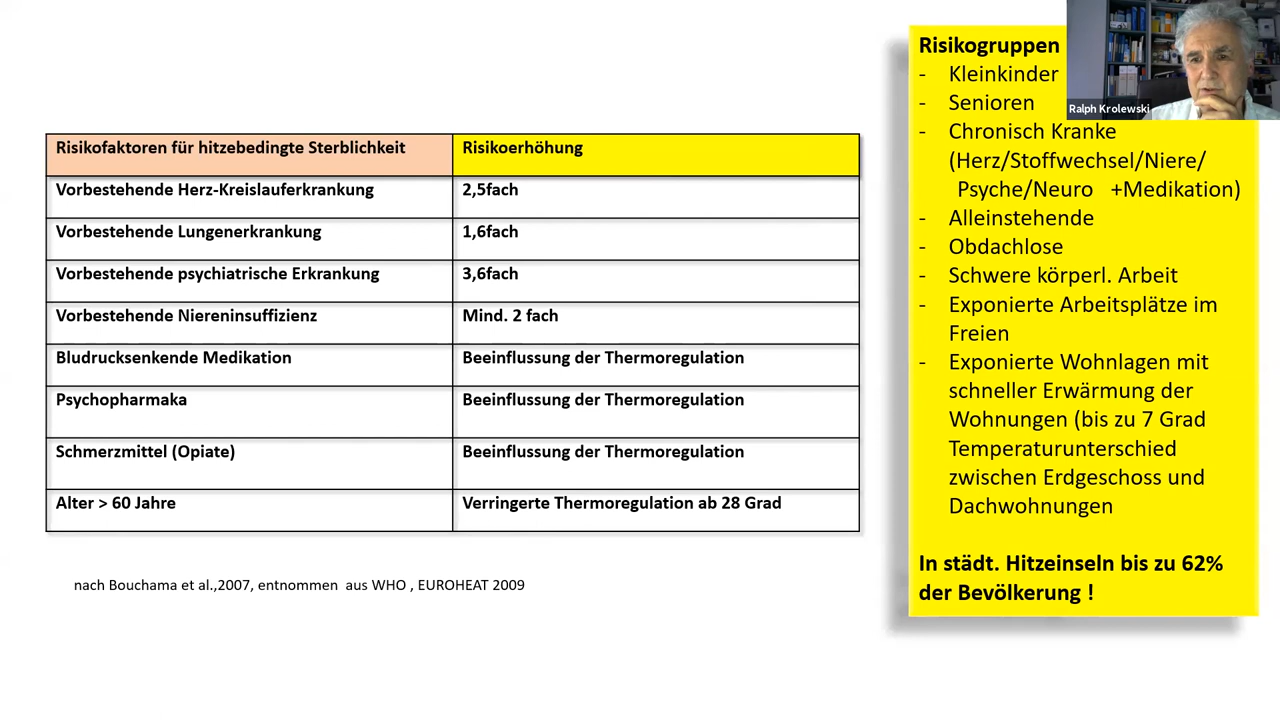 Risikofaktoren für hitzebedingte Sterblichkeit Risikoerhöhung
Vorbestehende Herz-Kreislauferkrankung 2,5fach
Vorbestehende Lungenerkrankung 1,6fach
Vorbestehende psychiatrische Erkrankung 3,6fach
Vorbestehende Niereninsuffizienz Mind. 2 fach
Bludrucksenkende Medikation Beeinflussung der Thermoregulation
Psychopharmaka Beeinflussung der Thermoregulation
Schmerzmittel (Opiate) Beeinflussung der Thermoregulation
Alter > 60 Jahre Verringerte Thermoregulation ab 28 Grad
nach Bouchama et al.,2007, entnommen aus WHO , EUROHEAT 2009
Risikogruppen
- Kleinkinder
- Senioren
- Chronisch Kranke
(Herz/Stoffwechsel/Niere/
Psyche/Neuro +Medikation)
- Alleinstehende
- Obdachlose
- Schwere körperl. Arbeit
- Exponierte Arbeitsplätze im
Freien
- Exponierte Wohnlagen mit
schneller Erwärmung der
Wohnungen (bis zu 7 Grad
Temperaturunterschied
zwischen Erdgeschoss und
Dachwohnungen
In städt. Hitzeinseln bis zu 62%
der Bevölkerung !
Ralph Krolewski